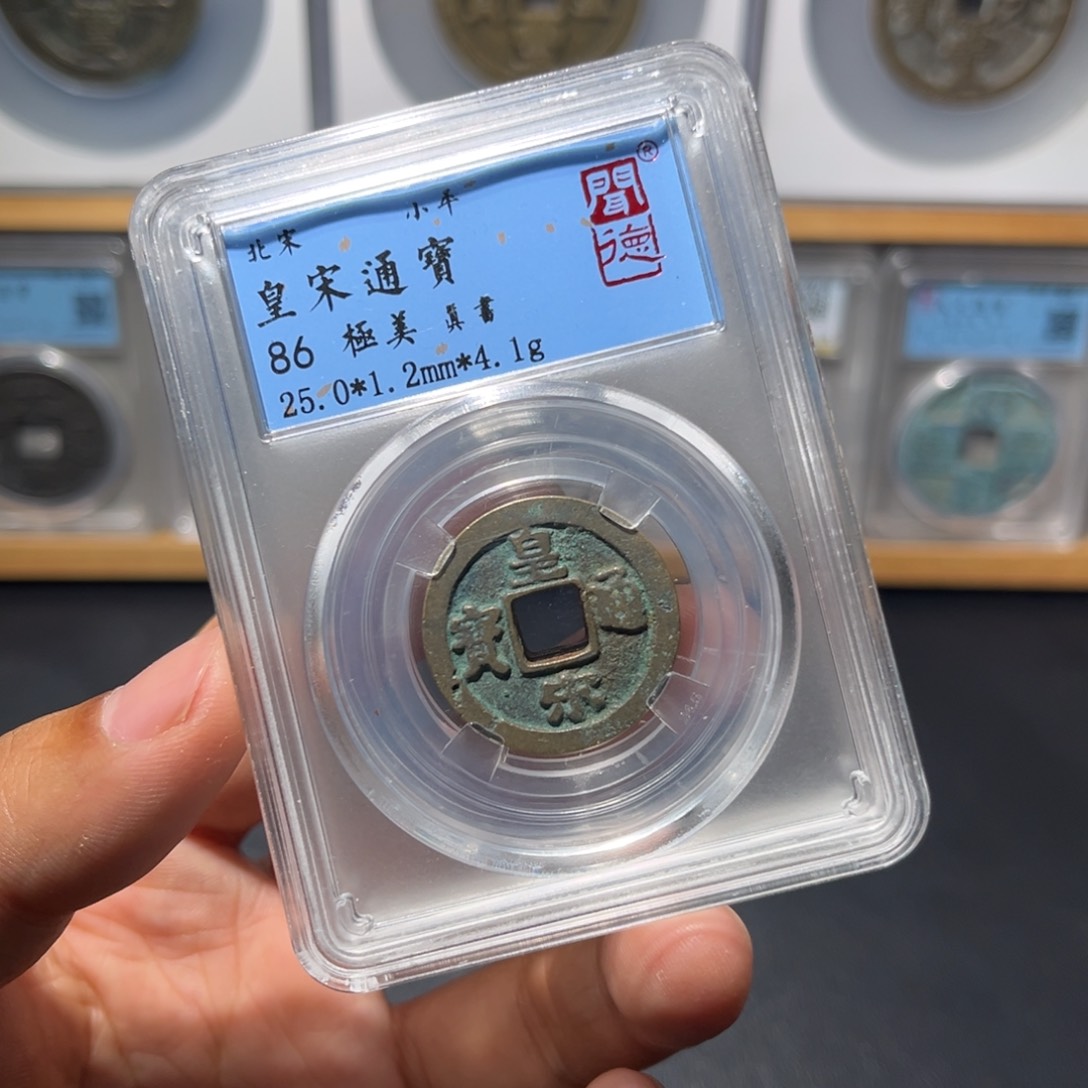 北宋 小平
皇宋通寶
86 極美 真書
25.0*1.2mm*4.1g
聞德®
皇宋通寶